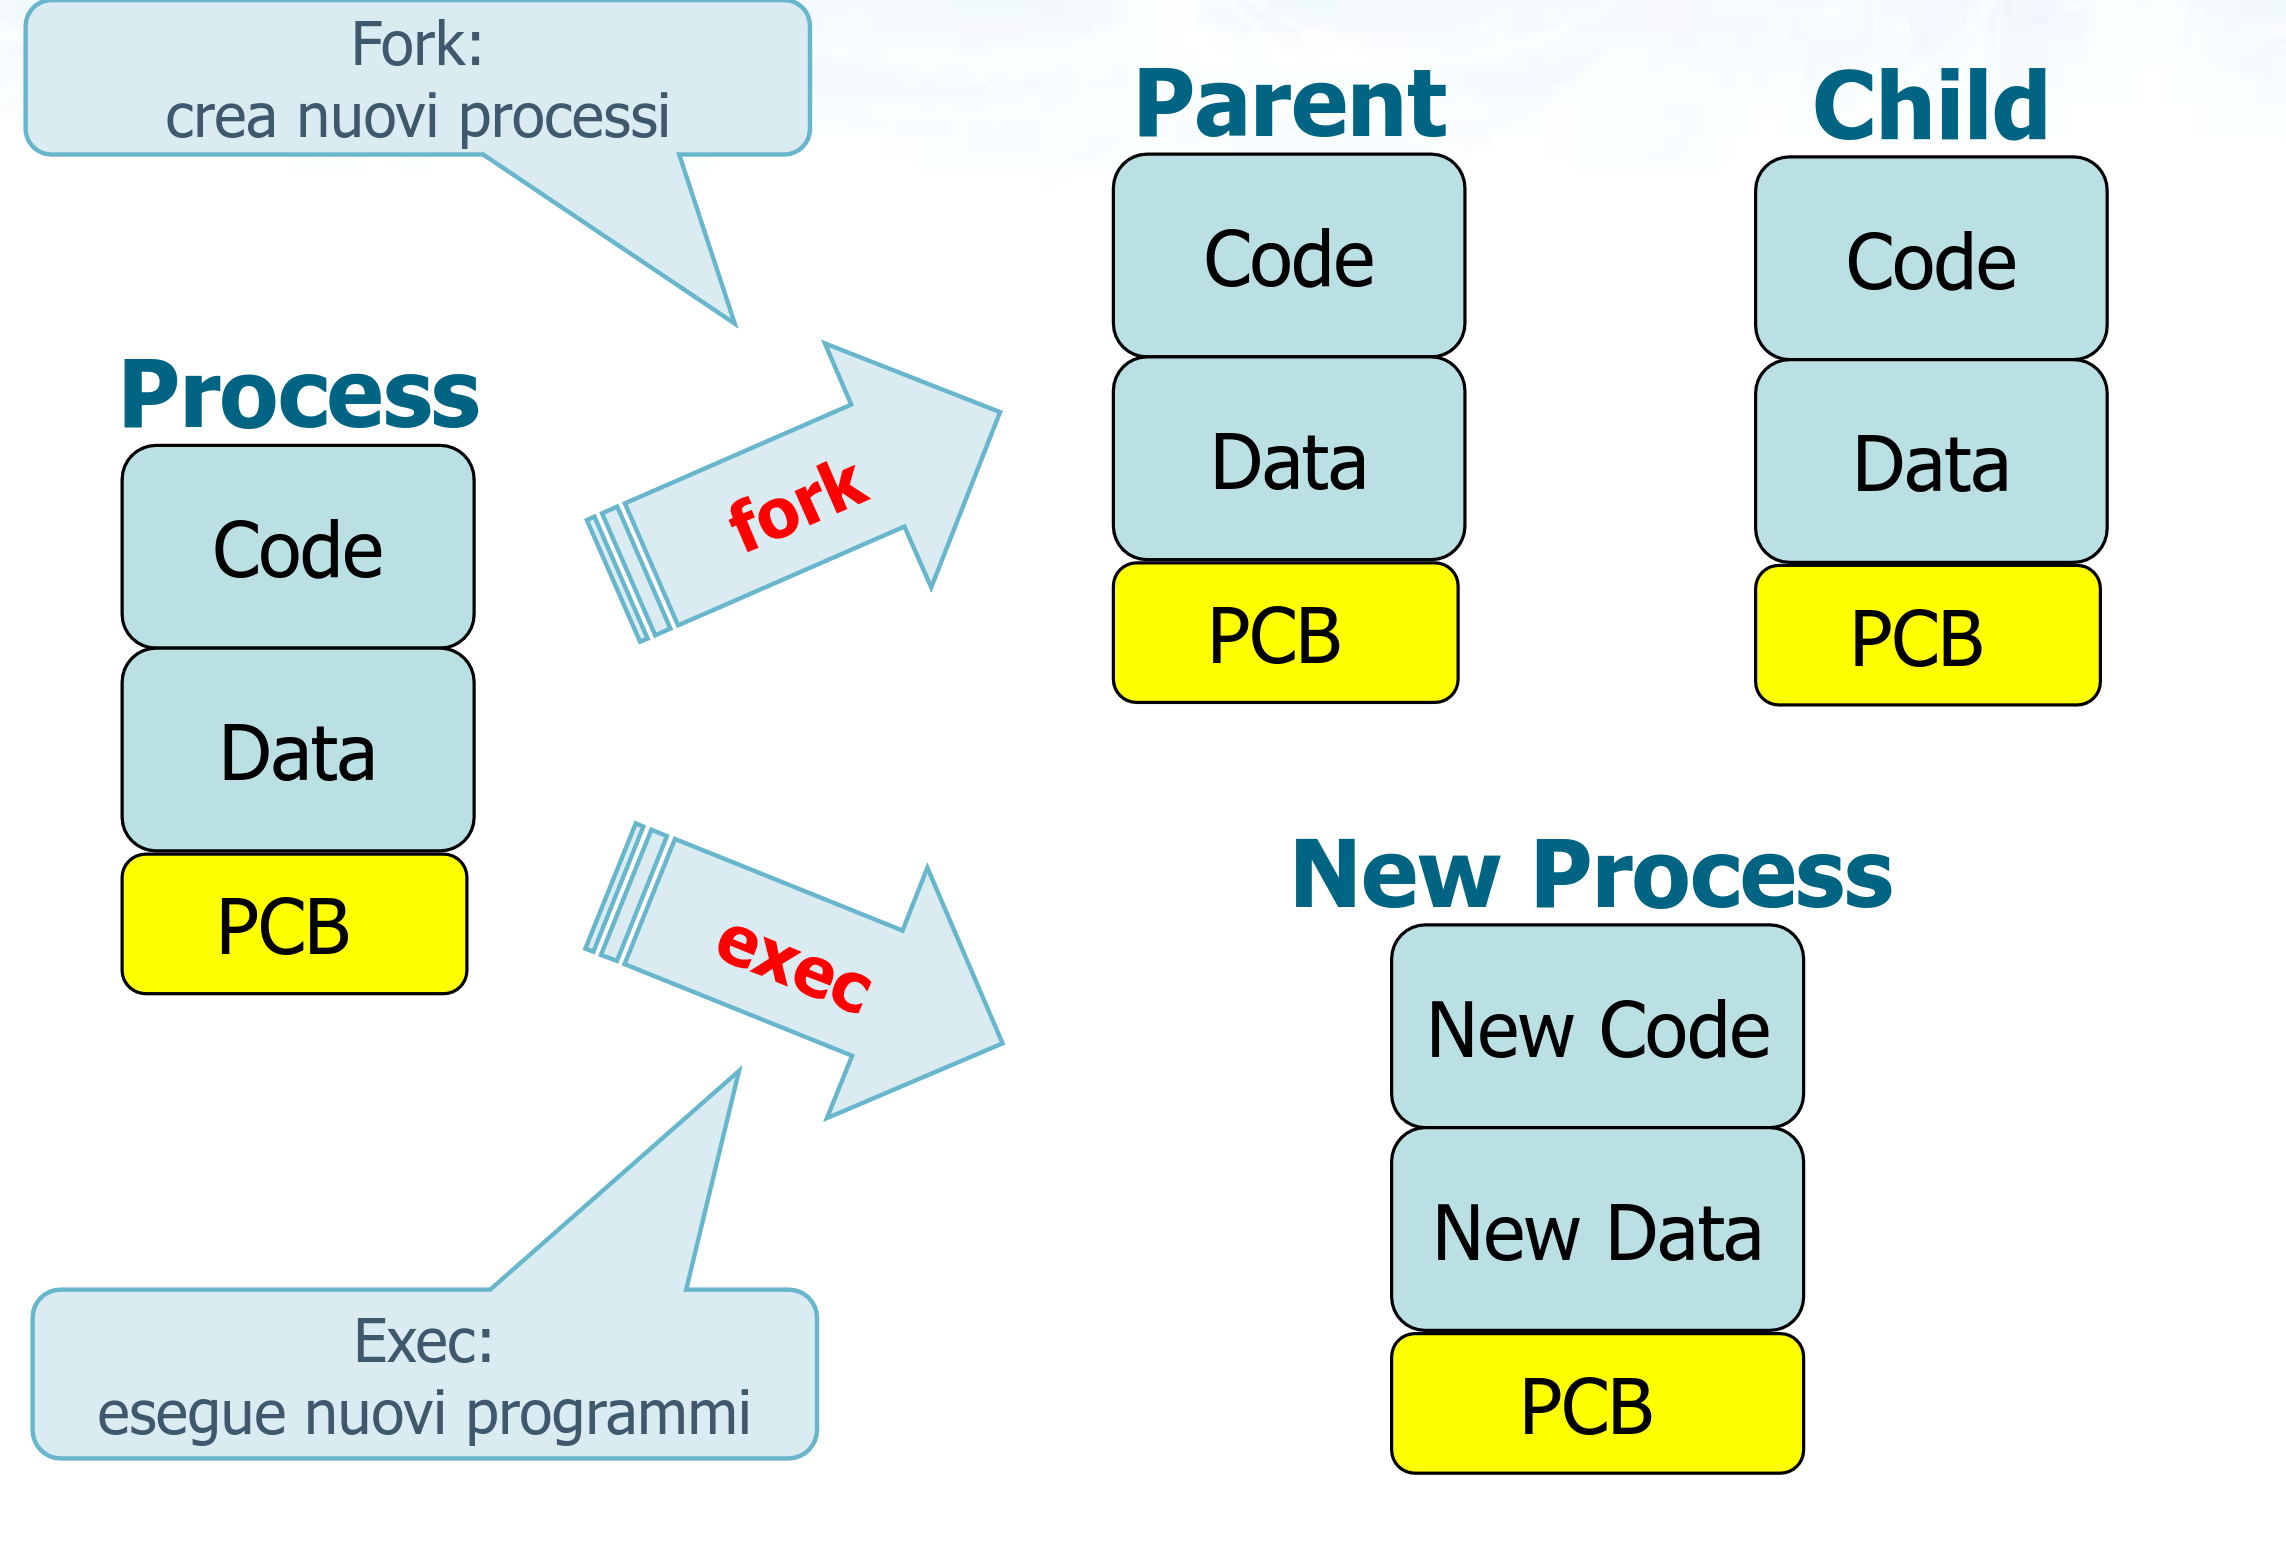 Fork:
crea nuovi processi
Process
Code
Data
PCB
fork
Parent
Code
Data
PCB
Child
Code
Data
PCB
exec
New Process
New Code
New Data
PCB
Exec:
esegue nuovi programmi